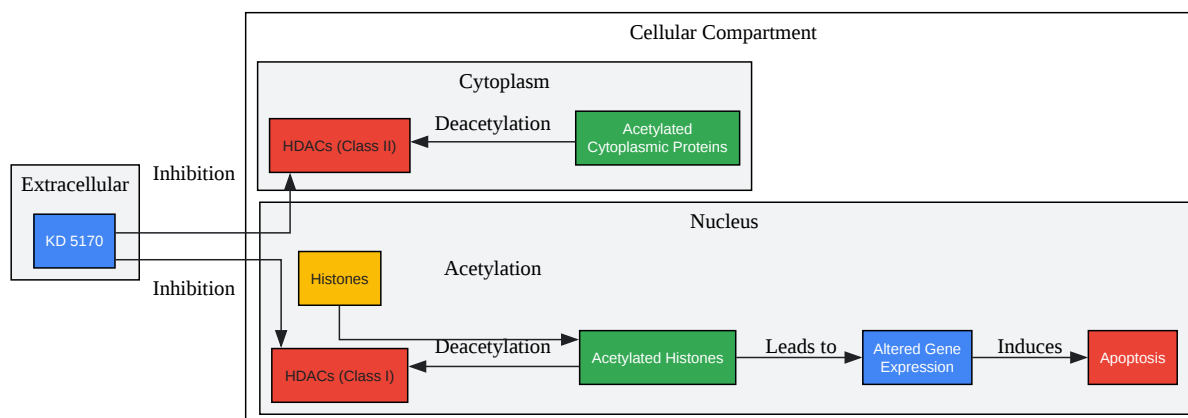 Cellular Compartment
Cytoplasm
Deacetylation
Acetylated
Cytoplasmic Proteins
HDACs (Class II)
Inhibition
Extracellular
KD 5170
Inhibition
Nucleus
Histones
Acetylation
Deacetylation
HDACs (Class I)
Acetylated Histones
Leads to
Altered Gene
Expression
Induces
Apoptosis